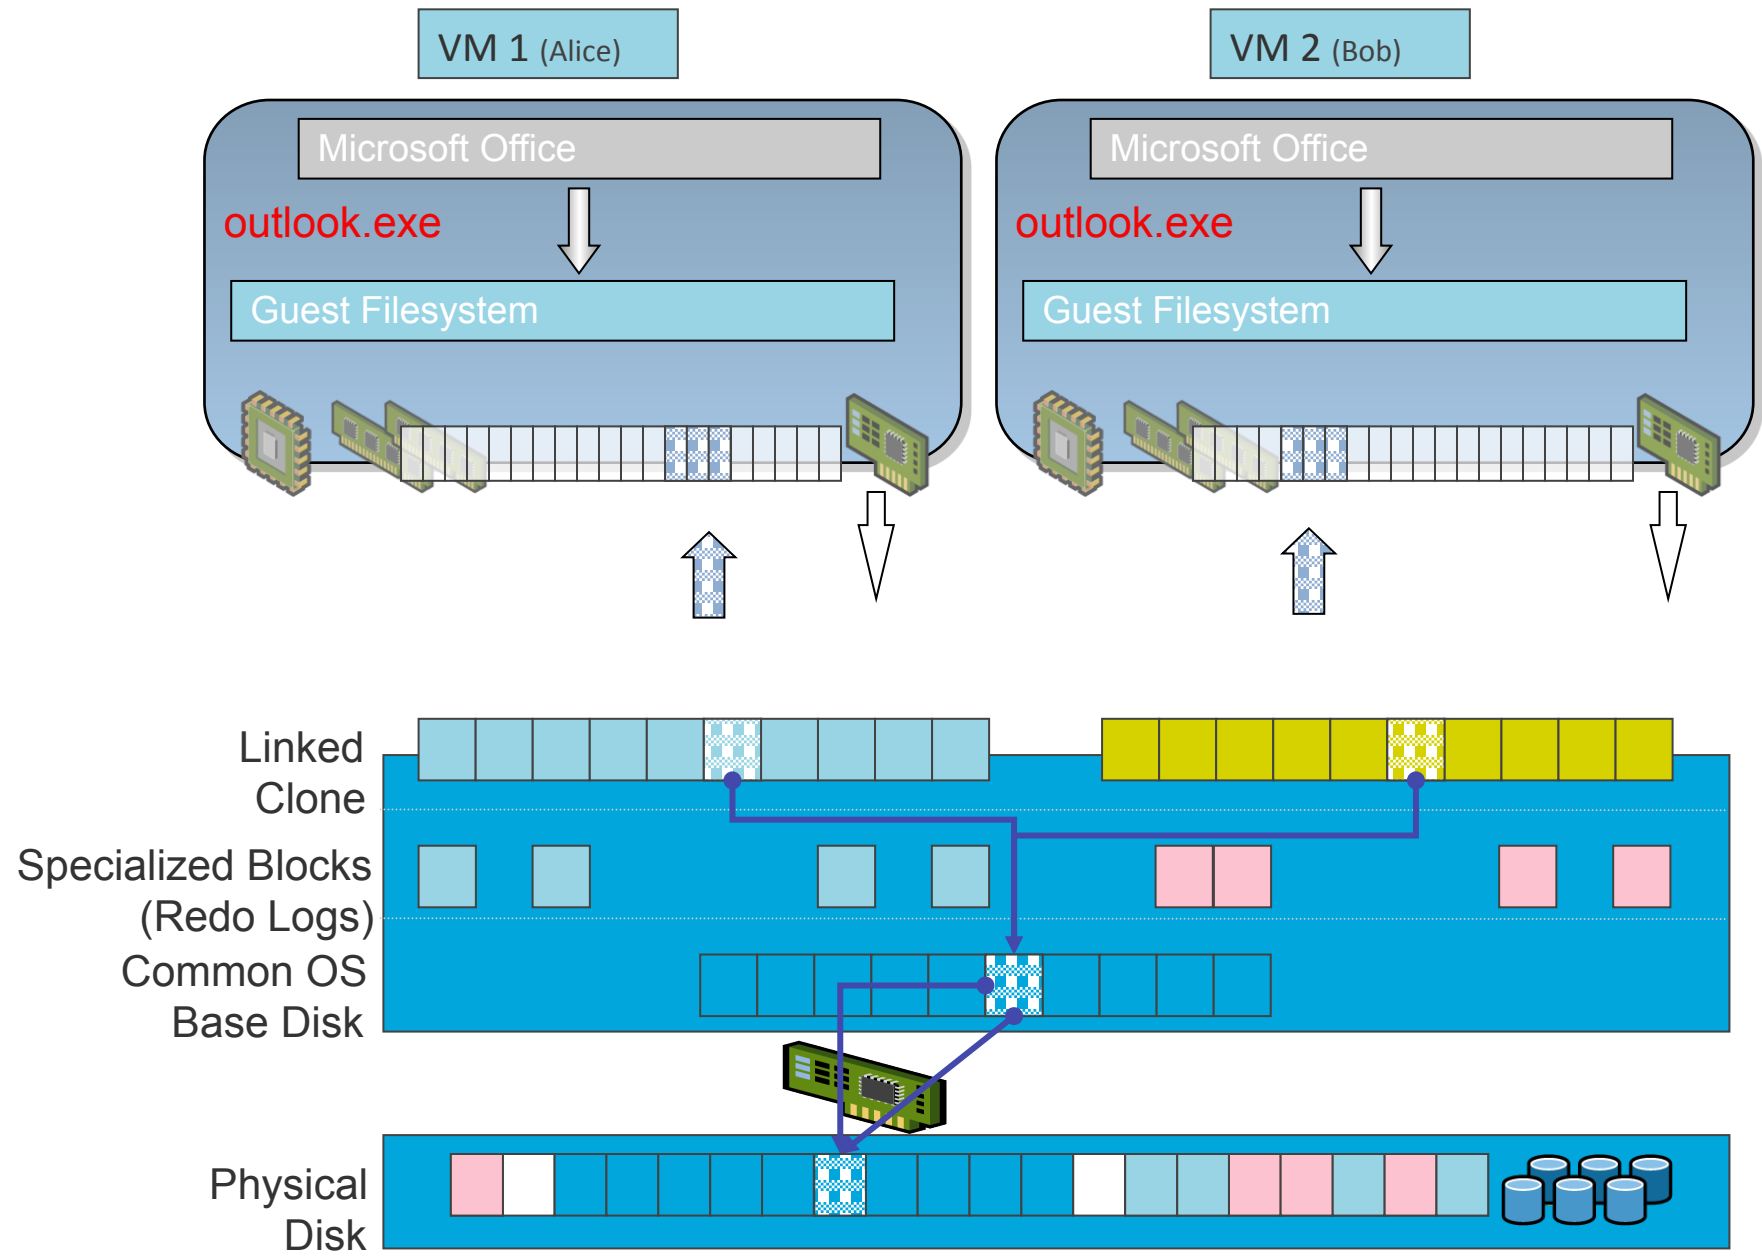 VM 1 (Alice)
VM 2 (Bob)
Microsoft Office
Microsoft Office
outlook.exe
outlook.exe
Guest Filesystem
Guest Filesystem
Linked
Clone
Specialized Blocks
(Redo Logs)
Common OS
Base Disk
Physical
Disk